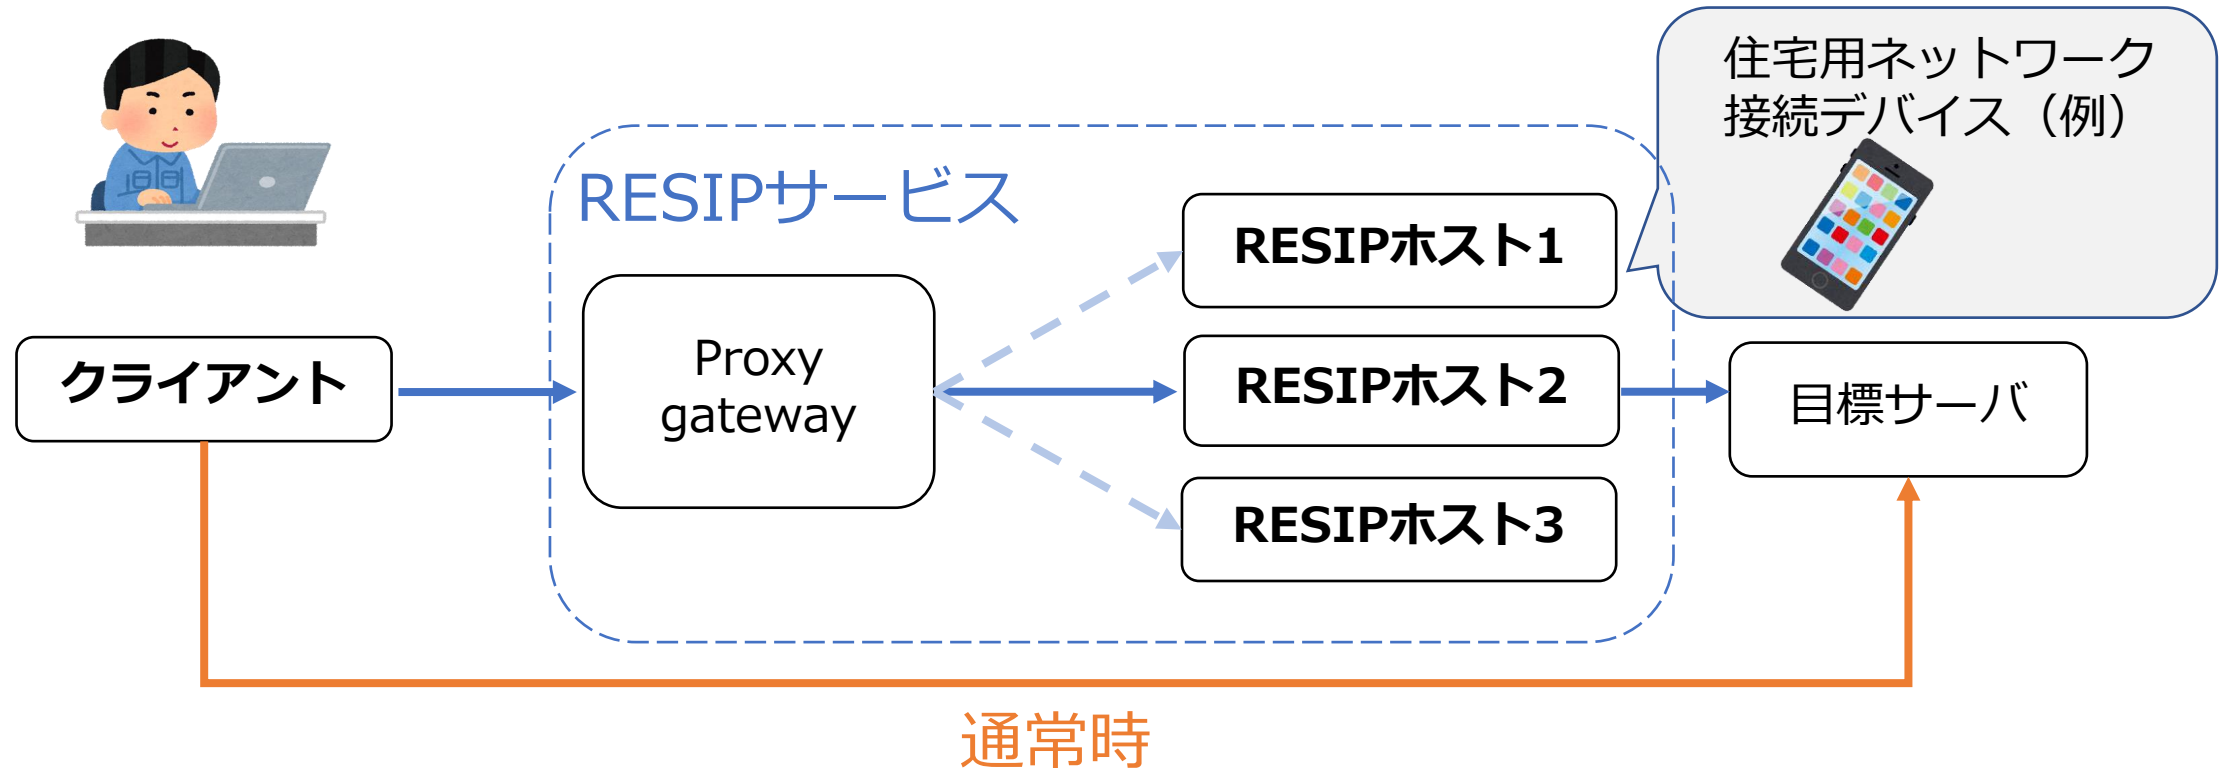 住宅用ネットワーク
接続デバイス（例）
RESIPサービス
RESIPホスト1
Proxy
gateway
クライアント
RESIPホスト2
目標サーバ
RESIPホスト3
通常時